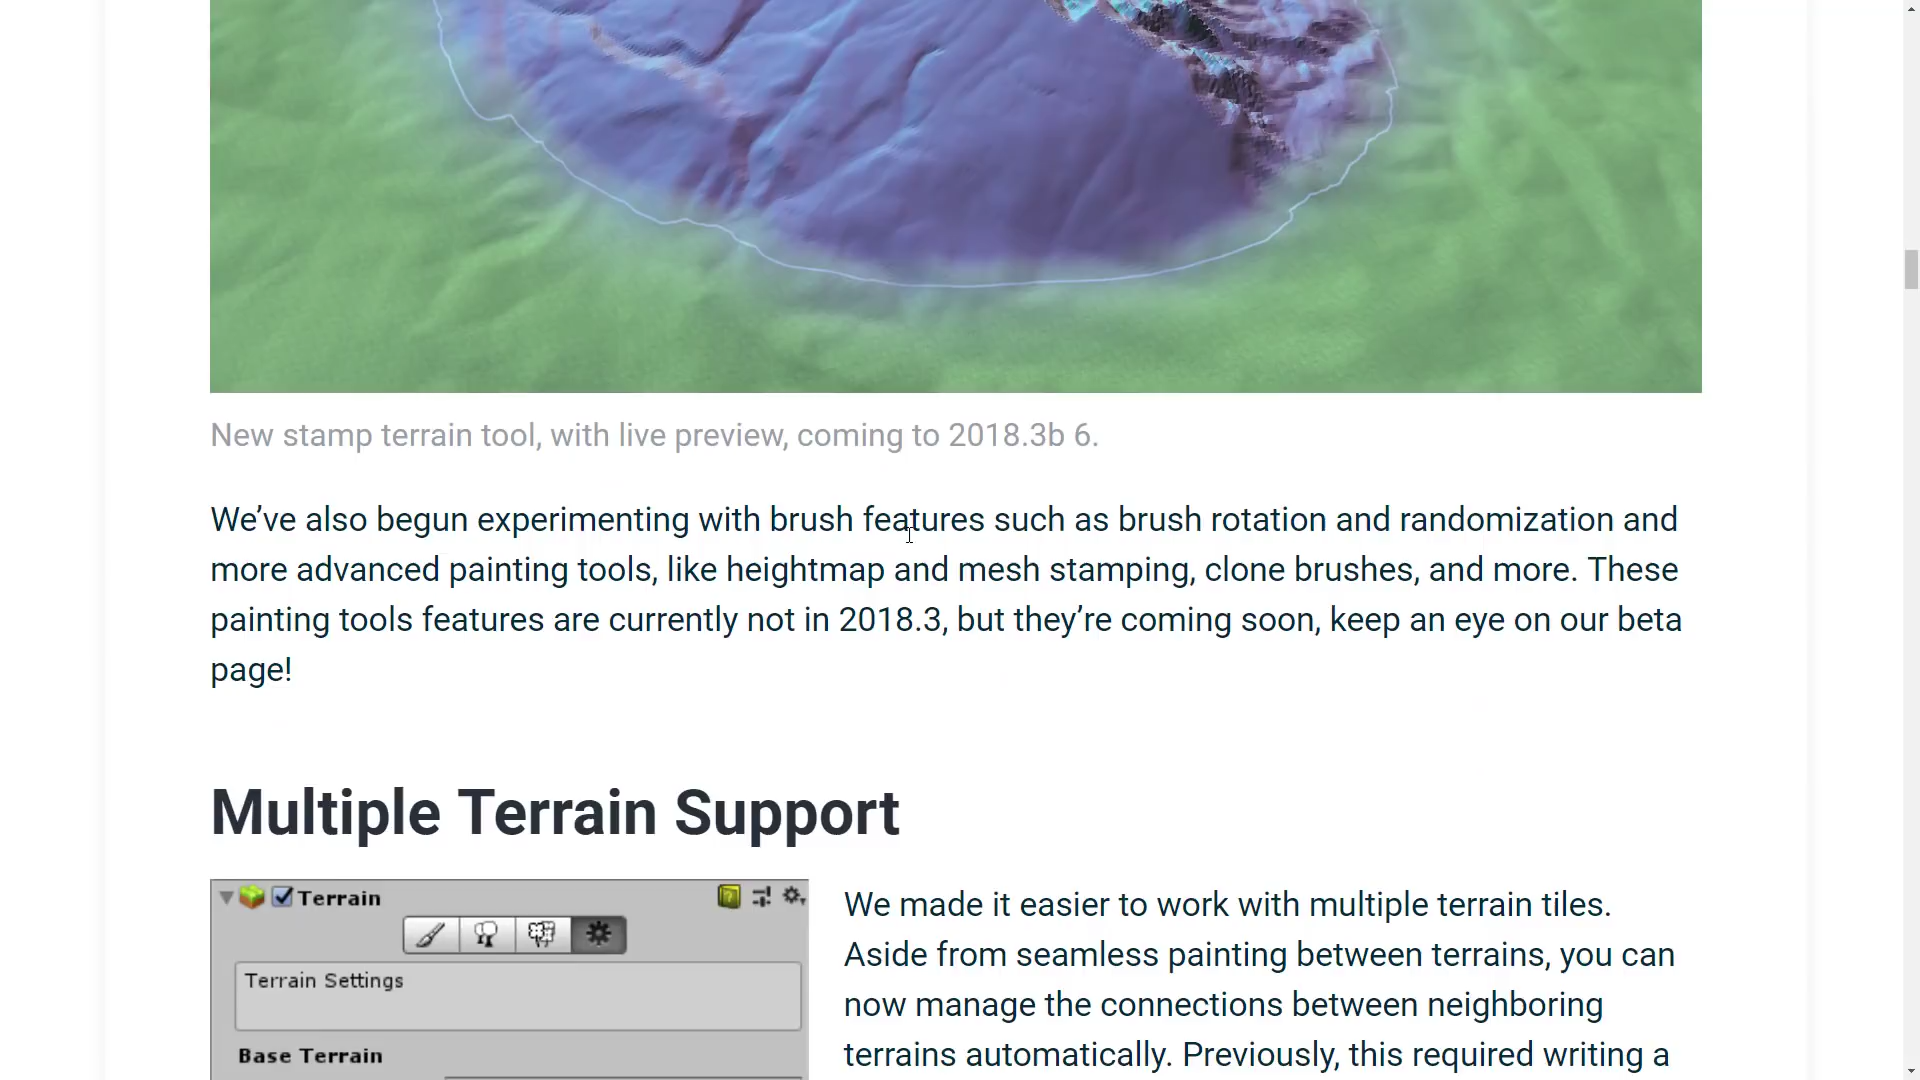 New stamp terrain tool, with live preview, coming to 2018.3b 6.
We’ve also begun experimenting with brush features such as brush rotation and randomization and
more advanced painting tools, like heightmap and mesh stamping, clone brushes, and more. These
painting tools features are currently not in 2018.3, but they’re coming soon, keep an eye on our beta
page!
Multiple Terrain Support
Terrain
Terrain Settings
Base Terrain
We made it easier to work with multiple terrain tiles.
Aside from seamless painting between terrains, you can
now manage the connections between neighboring
terrains automatically. Previously, this required writing a